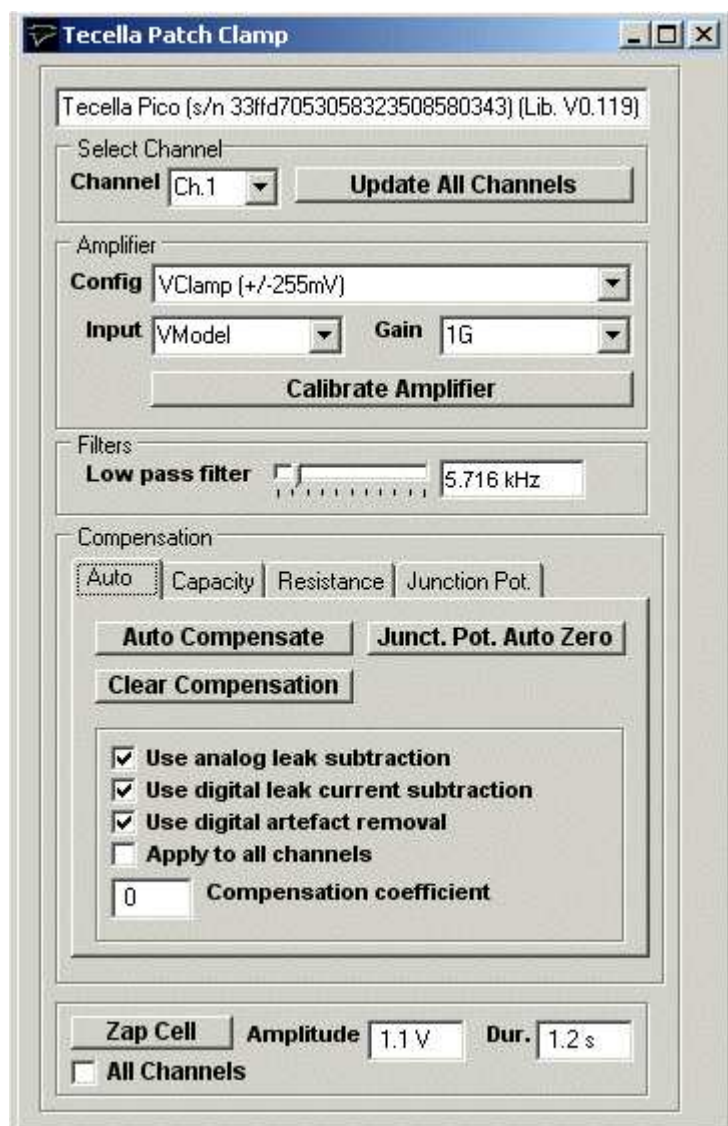 Tecella Patch Clamp
Tecella Pico (s/n 33ffd7053058323508580343) (Lib. V0.119)
Select Channel
Channel Ch.1 Update All Channels
Amplifier
Config VClamp (+/-255mV)
Input VModel Gain 1G
Calibrate Amplifier
Filters
Low pass filter 5.716 kHz
Compensation
Auto Capacity Resistance Junction Pot.
Auto Compensate Junct. Pot. Auto Zero
Clear Compensation
Use analog leak subtraction
Use digital leak current subtraction
Use digital artefact removal
Apply to all channels
0 Compensation coefficient
Zap Cell Amplitude 1.1 V Dur. 1.2 s
All Channels